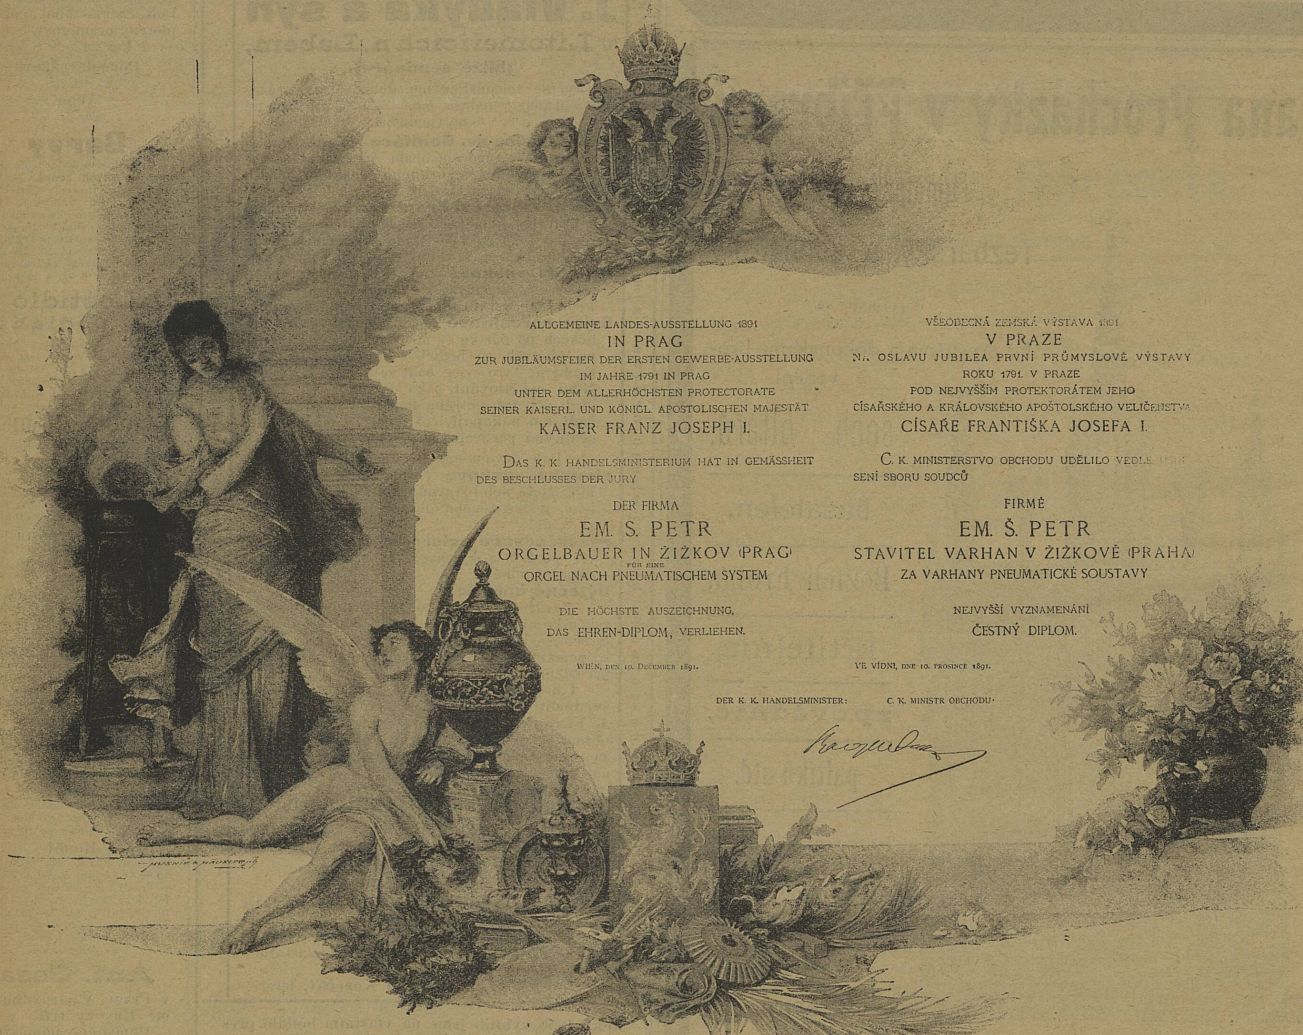 ALLGEMEINE LANDES-AUSSTELLUNG 1891
IN PRAG
ZUR JUBILÄUMSFEIER DER ERSTEN GEWERBE-AUSSTELLUNG
IM JAHRE 1791 IN PRAG
UNTER DEM ALLERHÖCHSTEN PROTECTORATE
SEINER KAISERL. UND KÖNIGL. APOSTOLISCHEN MAJESTÄT
KAISER FRANZ JOSEPH I.
DAS K. K. HANDELSMINISTERIUM HAT IN GEMÄSSHEIT
DES BESCHLUSSES DER JURY
DER FIRMA
EM. S. PETR
ORGELBAUER IN ŽIŽKOV (PRAG)
FÜR EINE
ORGEL NACH PNEUMATISCHEM SYSTEM
DIE HÖCHSTE AUSZEICHNUNG,
DAS EHREN-DIPLOM, VERLIEHEN.
WIEN, DEN 10. DECEMBER 1891.
DER K. K. HANDELSMINISTER:
VŠEOBECNÁ ZEMSKÁ VÝSTAVA 1891
V PRAZE
NA OSLAVU JUBILEA PRVNÍ PRŮMYSLOVÉ VÝSTAVY
ROKU 1791. V PRAZE
POD NEJVYŠŠÍM PROTEKTORÁTEM JEHO
CÍSAŘSKÉHO A KRÁLOVSKÉHO APOŠTOLSKÉHO VELIČENSTVA
CÍSAŘE FRANTIŠKA JOSEFA I.
C. K. MINISTERSTVO OBCHODU UDĚLILO VEDLE
SENÍ SBORU SOUDCŮ
FIRMĚ
EM. Š. PETR
STAVITEL VARHAN V ŽIŽKOVĚ (PRAHA)
ZA VARHANY PNEUMATICKÉ SOUSTAVY
NEJVYŠŠÍ VYZNAMENÁNÍ
ČESTNÝ DIPLOM.
VE VÍDNI, DNE 10. PROSINCE 1891.
C. K. MINISTR OBCHODU: